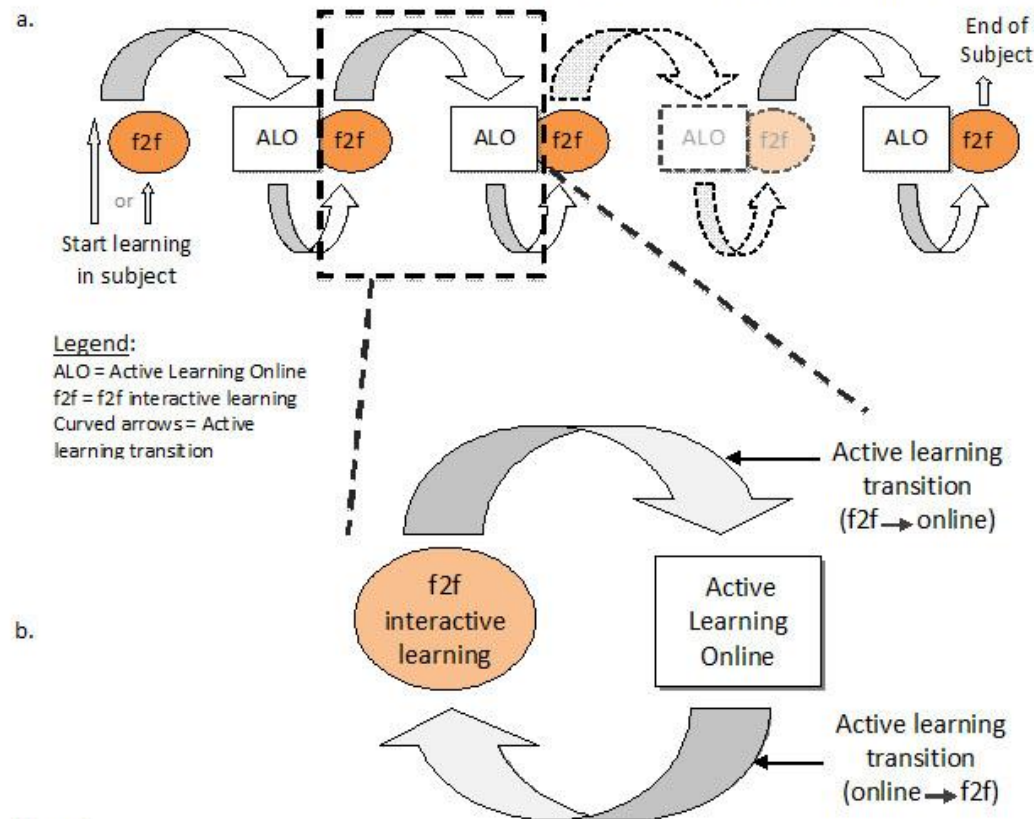 a.
End of
Subject
f2f
ALO
f2f
ALO
f2f
ALO
f2f
ALO
f2f
or
Start learning
in subject
Legend:
ALO = Active Learning Online
f2f = f2f interactive learning
Curved arrows = Active
learning transition
Active learning
transition
(f2f → online)
f2f
interactive
learning
Active
Learning
Online
b.
Active learning
transition
(online → f2f)